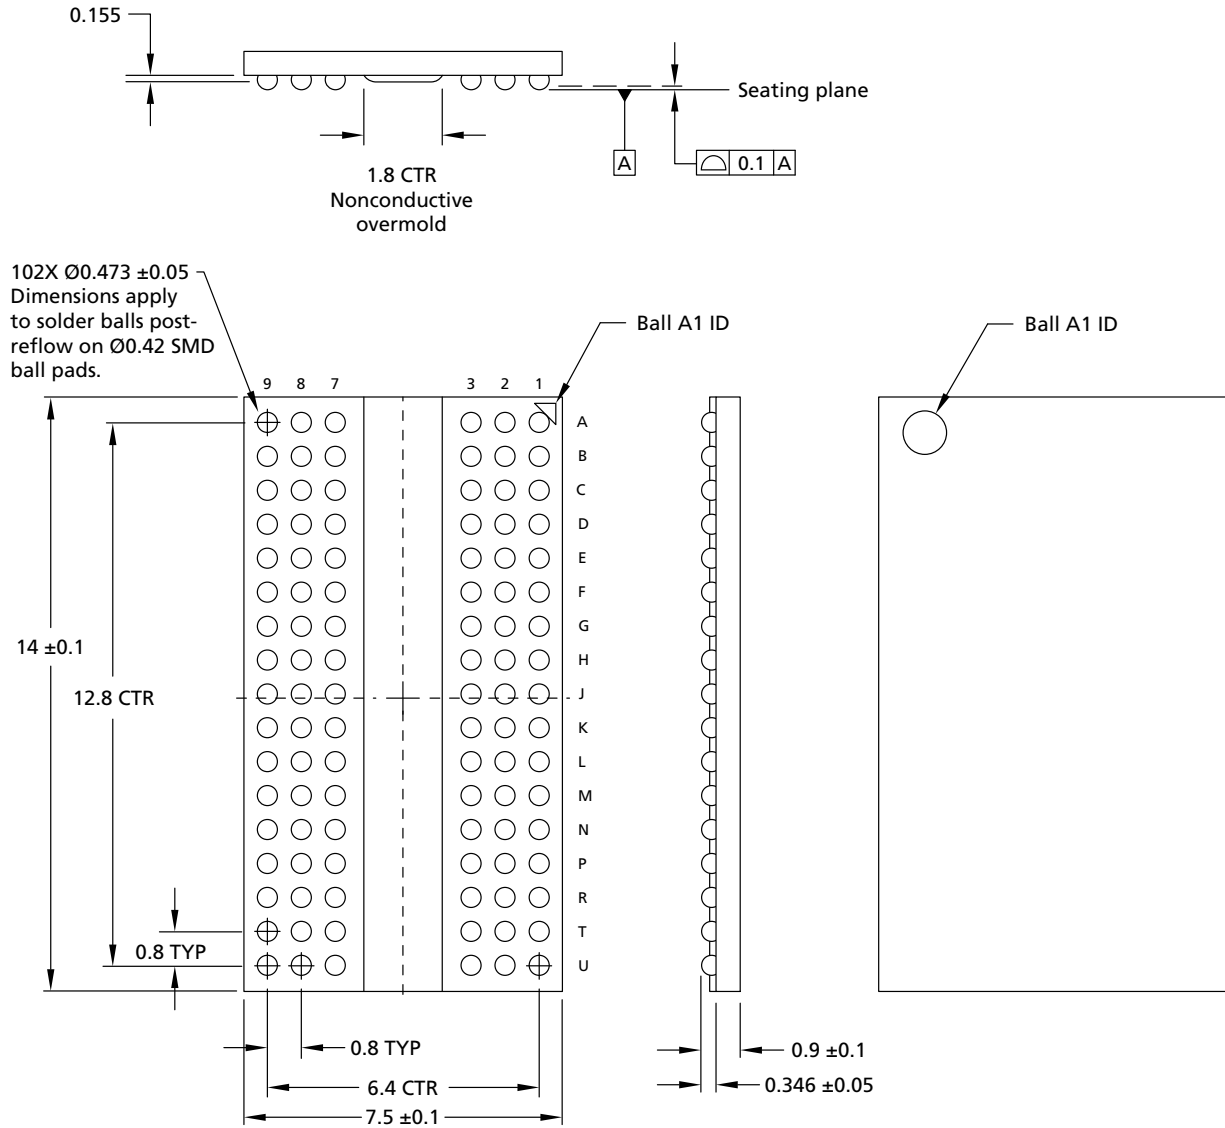 0.155
Seating plane
A
0.1 A
1.8 CTR
Nonconductive
overmold
102X Ø0.473 ±0.05
Dimensions apply
to solder balls post-
reflow on Ø0.42 SMD
ball pads.
Ball A1 ID
Ball A1 ID
9 8 7 3 2 1
A
B
C
D
E
F
G
H
J
K
L
M
N
P
R
T
U
14 ±0.1
12.8 CTR
0.8 TYP
0.8 TYP
6.4 CTR
7.5 ±0.1
0.9 ±0.1
0.346 ±0.05